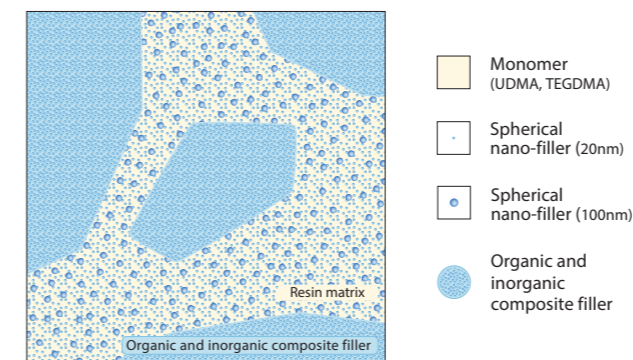 Resin matrix
Organic and inorganic composite filler
Monomer
(UDMA, TEGDMA)
Spherical
nano-filler (20nm)
Spherical
nano-filler (100nm)
Organic and
inorganic
composite filler